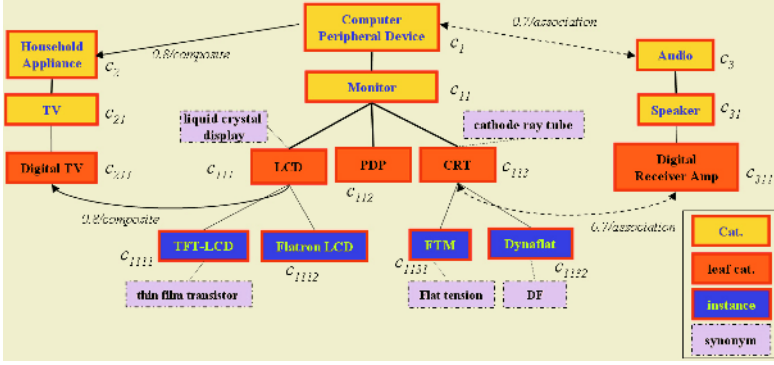 Computer
Peripheral Device
c1
0.7/association
0.8/composite
Household
Appliance
c2
Audio
c3
Monitor
c11
TV
c21
Speaker
c31
liquid crystal
display
cathode ray tube
Digital TV
c211
c111
LCD
PDP
c112
CRT
c113
Digital
Receiver Amp
c311
0.8/composite
0.7/association
TFT-LCD
c1111
Flatron LCD
c1112
FTM
c1131
Dynaflat
c1132
thin film transistor
Flat tension
DF
Cat.
leaf cat.
instance
synonym